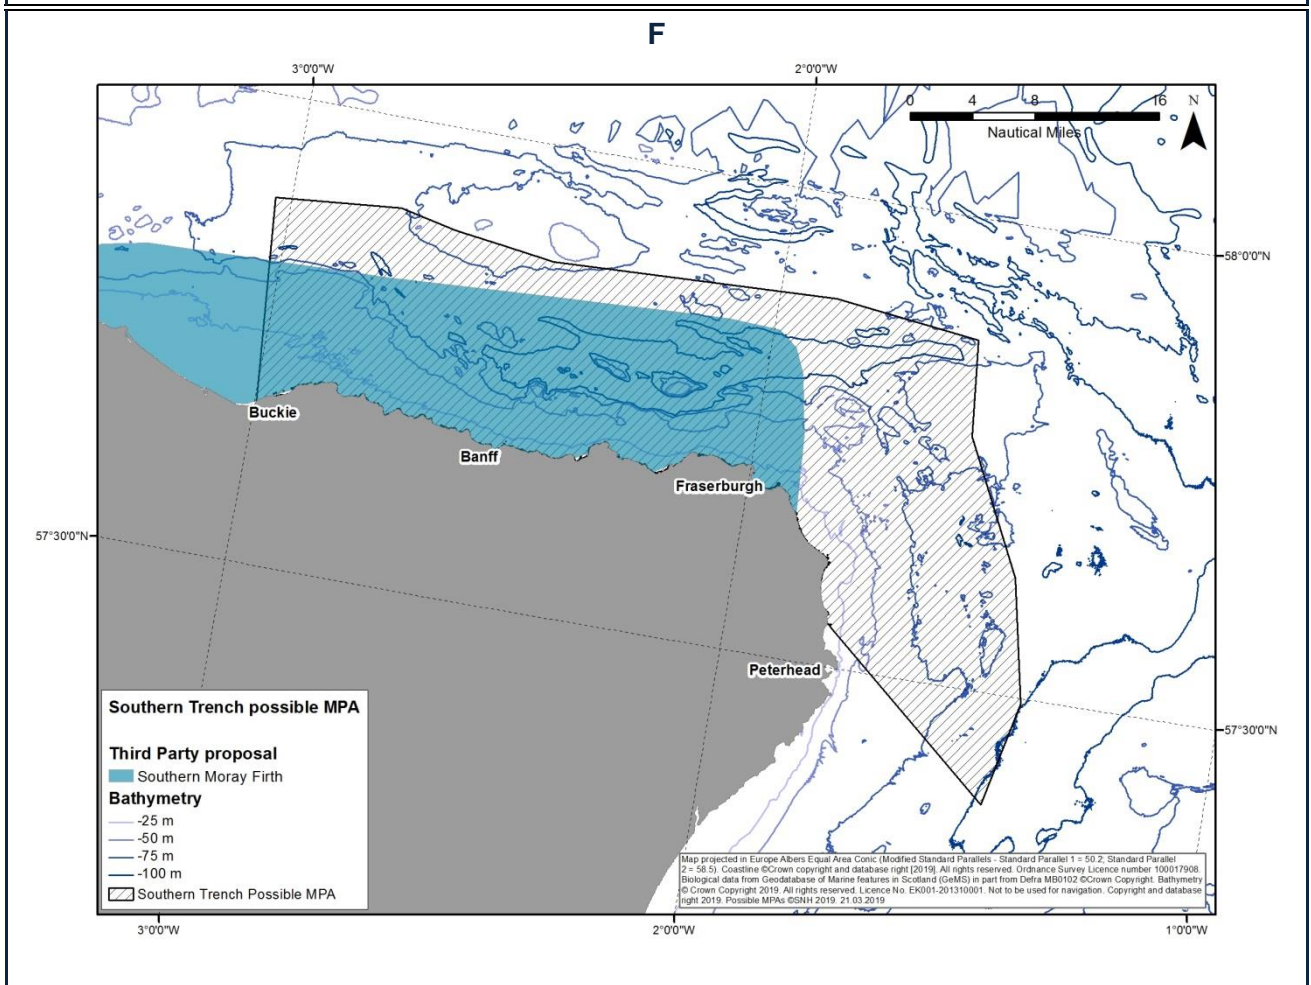 F
3°0'0"W
2°0'0"W
0 4 8 16 N
Nautical Miles
58°0'0"N
Buckie
Banff
Fraserburgh
57°30'0"N
Peterhead
57°30'0"N
Southern Trench possible MPA
Third Party proposal
Southern Moray Firth
Bathymetry
-25 m
-50 m
-75 m
-100 m
Southern Trench Possible MPA
Map projected in Europe Albers Equal Area Conic (Modified Standard Parallels - Standard Parallel 1 = 50.2; Standard Parallel
2 = 58.5). Coastline ©Crown copyright and database right [2019]. All rights reserved. Ordnance Survey Licence number 100017908.
Biological data from Geodatabase of Marine features in Scotland (GeMS) in part from Defra MB0102 ©Crown Copyright. Bathymetry
© Crown Copyright 2019. All rights reserved. Licence No. EK001-201310001. Not to be used for navigation. Copyright and database
right 2019. Possible MPAs ©SNH 2019. 21.03.2019
3°0'0"W
2°0'0"W
1°0'0"W